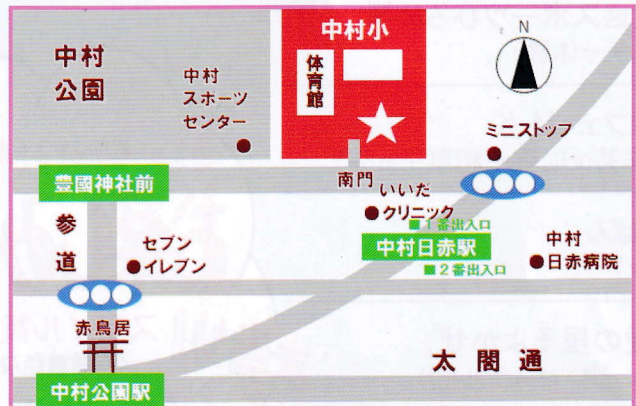 中村
公園
中村
スポーツ
センター
中村小
体育館
N
ミニストップ
南門
いいだ
クリニック
■1番出入口
中村日赤駅
■2番出入口
中村
日赤病院
豊國神社前
参道
セブン
イレブン
赤鳥居
中村公園駅
太閤通